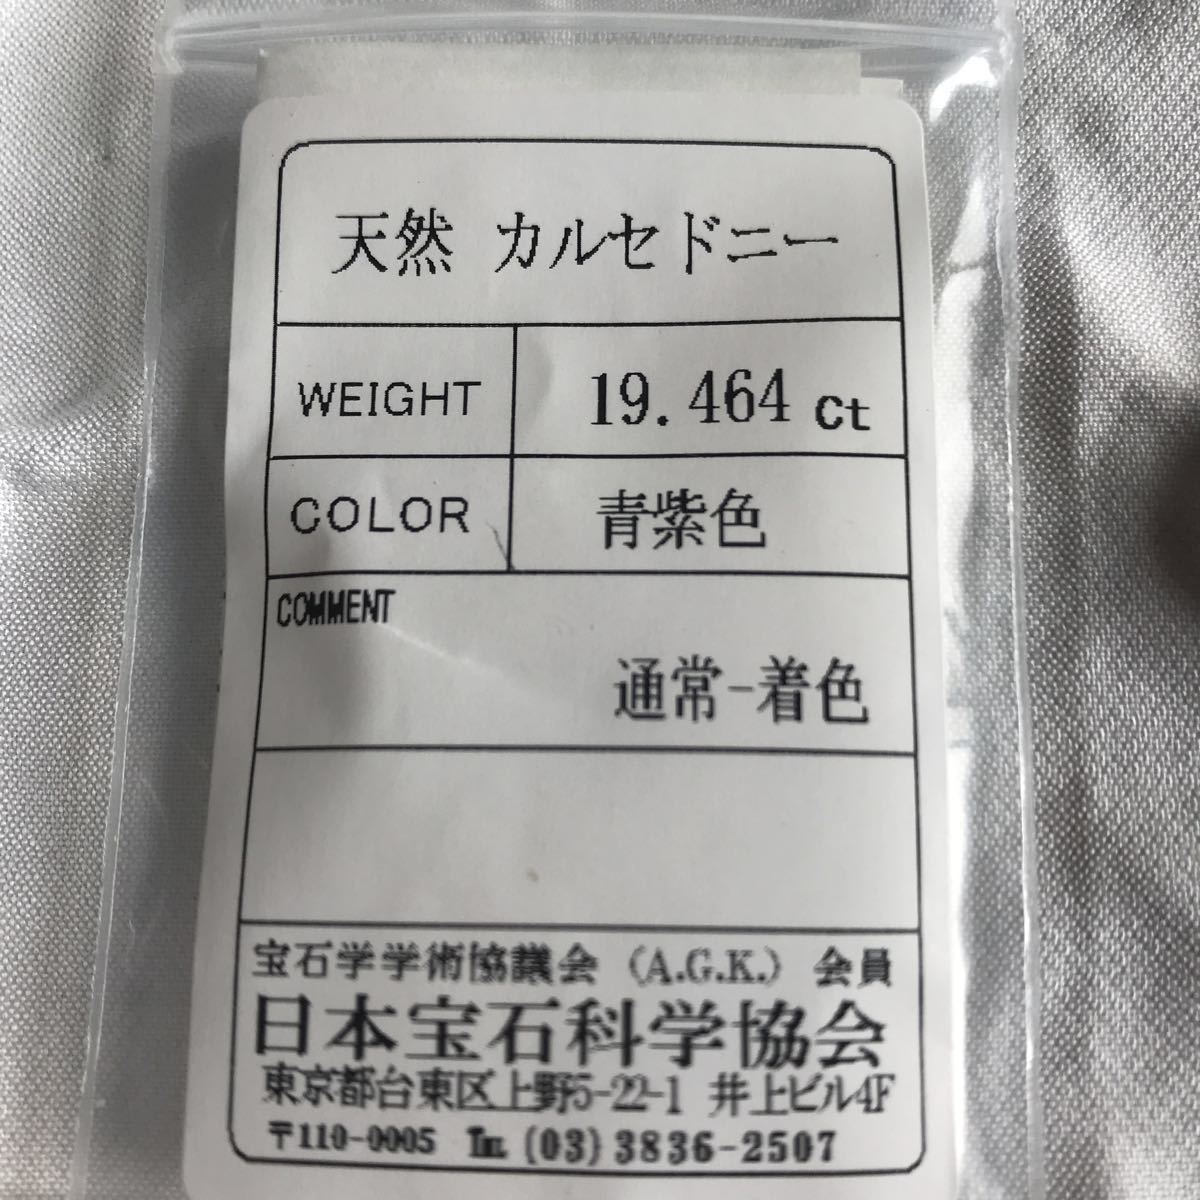 天然 カルセドニー
WEIGHT 19.464 ct
COLOR 青紫色
COMMENT
通常-着色
宝石学学術協議会 (A.G.K.) 会員
日本宝石科学協会
東京都台東区上野5-22-1 井上ビル4F
〒110-0005 ℡ (03) 3836-2507